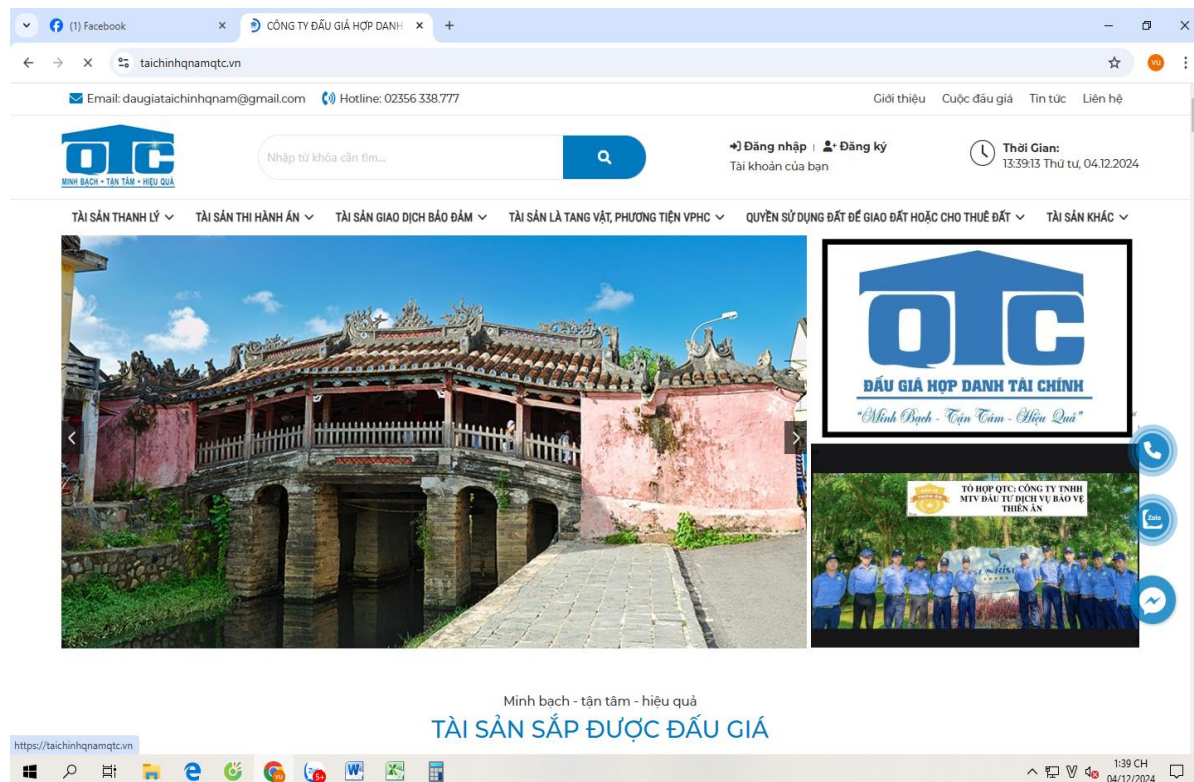 (1) Facebook
CÔNG TY ĐẤU GIÁ HỢP DANH
taichinhqnamqtc.vn
VU
Email: daugiataichinhqnam@gmail.com
Hotline: 02356 338.777
Giới thiệu
Cuộc đấu giá
Tin tức
Liên hệ
QTC
MINH BẠCH - TẬN TÂM - HIỆU QUẢ
Nhập từ khóa cần tìm...
Đăng nhập | Đăng ký
Tài khoản của bạn
Thời Gian:
13:39:13 Thứ tư, 04.12.2024
TÀI SẢN THANH LÝ
TÀI SẢN THI HÀNH ÁN
TÀI SẢN GIAO DỊCH BẢO ĐẢM
TÀI SẢN LÀ TANG VẬT, PHƯƠNG TIỆN VPHC
QUYỀN SỬ DỤNG ĐẤT ĐỂ GIAO ĐẤT HOẶC CHO THUÊ ĐẤT
TÀI SẢN KHÁC
QTC
ĐẤU GIÁ HỢP DANH TÀI CHÍNH
"Minh Bạch - Tận Tâm - Hiệu Quả"
TỔ HỢP QTC: CÔNG TY TNHH
MTV ĐẦU TƯ DỊCH VỤ BẢO VỆ
THIÊN ÂN
SUNRISE
Zalo
Minh bạch - tận tâm - hiệu quả
TÀI SẢN SẮP ĐƯỢC ĐẤU GIÁ
https://taichinhqnamqtc.vn
5+
1:39 CH
04/12/2024